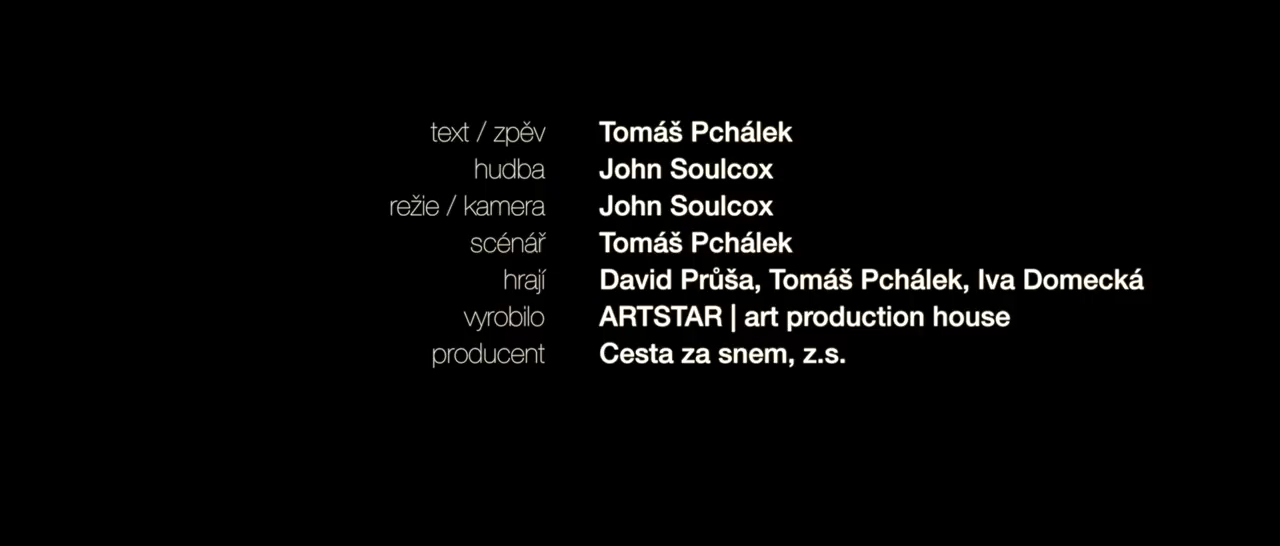 text / zpěv Tomáš Pchálek
hudba John Soulcox
režie / kamera John Soulcox
scénář Tomáš Pchálek
hrají David Průša, Tomáš Pchálek, Iva Domecká
vyrobilo ARTSTAR | art production house
producent Cesta za snem, z.s.